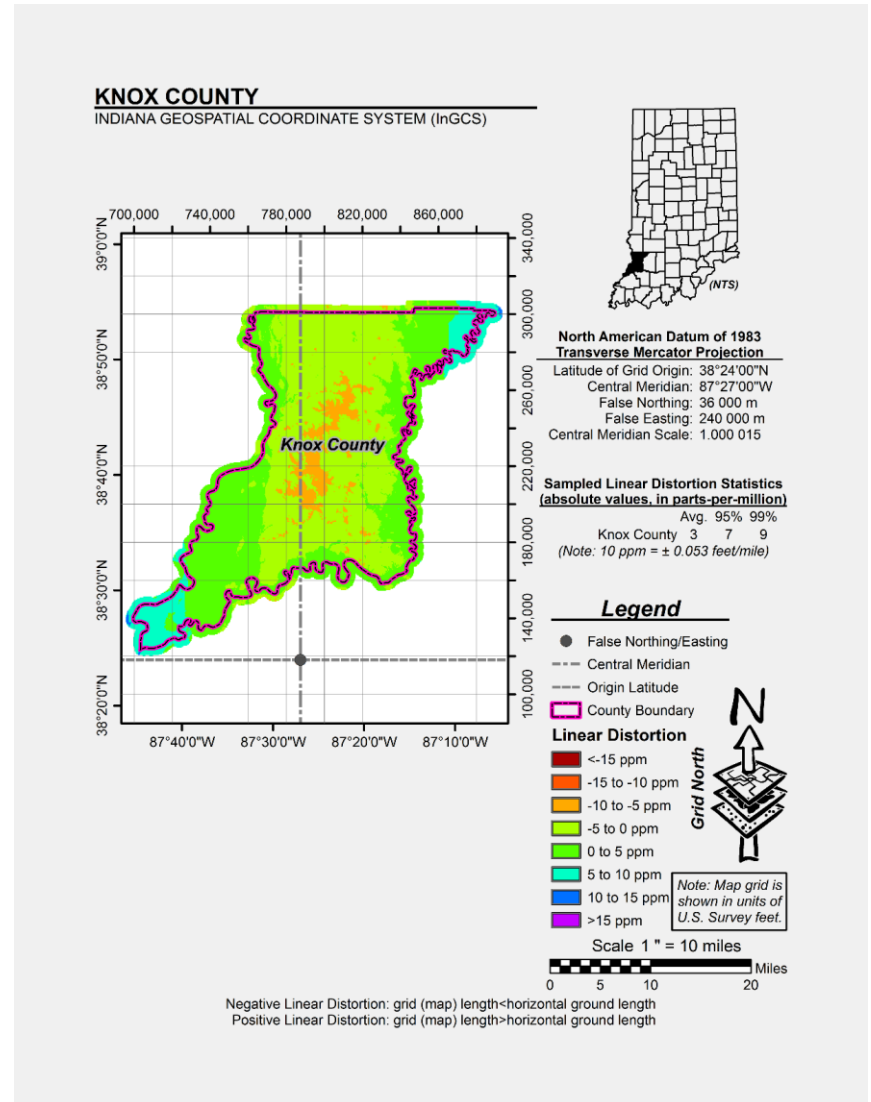 KNOX COUNTY
INDIANA GEOSPATIAL COORDINATE SYSTEM (InGCS)
(NTS)
700,000 740,000 780,000 820,000 860,000
39°0'0"N
38°50'0"N
38°40'0"N
38°30'0"N
38°20'0"N
340,000
300,000
260,000
220,000
180,000
140,000
100,000
Knox County
87°40'0"W 87°30'0"W 87°20'0"W 87°10'0"W
North American Datum of 1983
Transverse Mercator Projection
Latitude of Grid Origin: 38°24'00"N
Central Meridian: 87°27'00"W
False Northing: 36 000 m
False Easting: 240 000 m
Central Meridian Scale: 1.000 015
Sampled Linear Distortion Statistics
(absolute values, in parts-per-million)
Avg. 95% 99%
Knox County 3 7 9
(Note: 10 ppm = ± 0.053 feet/mile)
Legend
False Northing/Easting
Central Meridian
Origin Latitude
County Boundary
Linear Distortion
<-15 ppm
-15 to -10 ppm
-10 to -5 ppm
-5 to 0 ppm
0 to 5 ppm
5 to 10 ppm
10 to 15 ppm
>15 ppm
N
Grid North
Note: Map grid is
shown in units of
U.S. Survey feet.
Scale 1 " = 10 miles
Miles
0 5 10 20
Negative Linear Distortion: grid (map) length<horizontal ground length
Positive Linear Distortion: grid (map) length>horizontal ground length